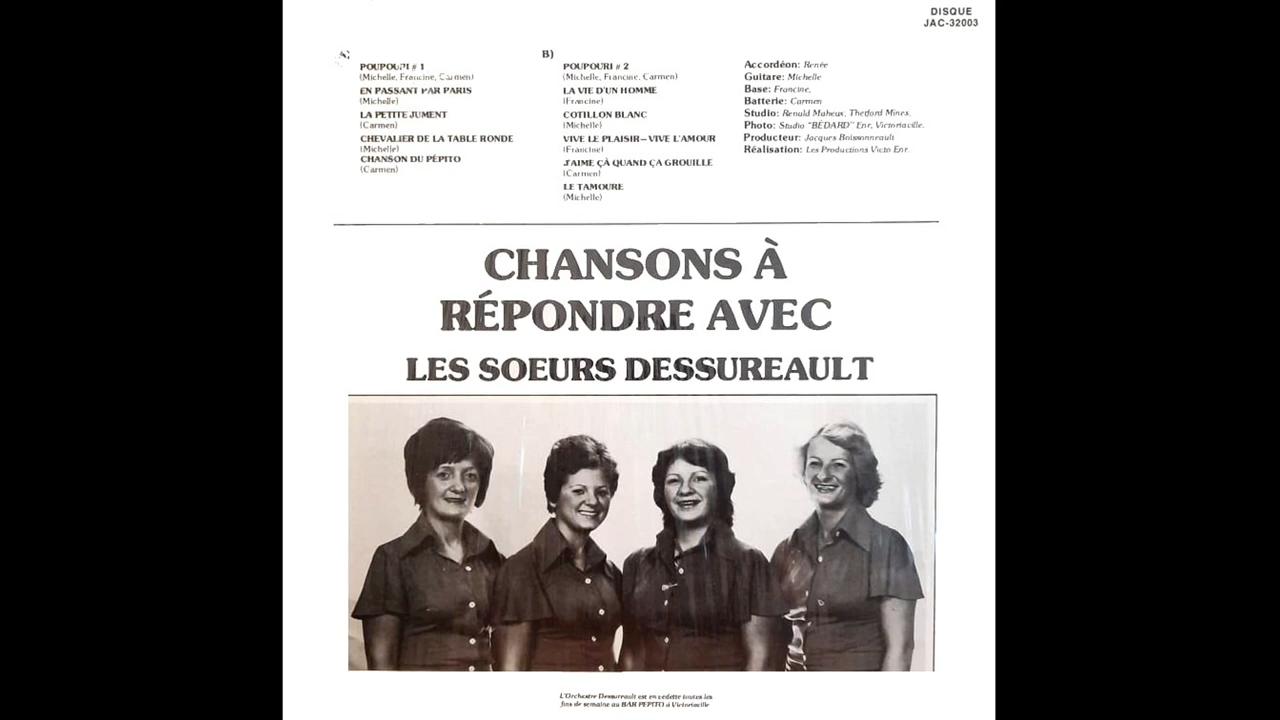 DISQUE
JAC-32003
A)
POUPOURI # 1
(Michelle, Francine, Carmen)
EN PASSANT PAR PARIS
(Michelle)
LA PETITE JUMENT
(Carmen)
CHEVALIER DE LA TABLE RONDE
(Michelle)
CHANSON DU PÉPITO
(Carmen)
B)
POUPOURI # 2
(Michelle, Francine, Carmen)
LA VIE D'UN HOMME
(Francine)
COTILLON BLANC
(Michelle)
VIVE LE PLAISIR—VIVE L'AMOUR
(Francine)
J'AIME ÇÀ QUAND ÇA GROUILLE
(Carmen)
LE TAMOURE
(Michelle)
Accordéon: Renée
Guitare: Michelle
Base: Francine,
Batterie: Carmen
Studio: Renald Maheux, Thetford Mines,
Photo: Studio "BÉDARD" Enr, Victoriaville.
Producteur: Jacques Boissonneault
Réalisation: Les Productions Victo Enr.
CHANSONS À
RÉPONDRE AVEC
LES SOEURS DESSUREAULT
L'Orchestre Dessureault est en vedette toutes les
fins de semaine au BAR PEPITO à Victoriaville